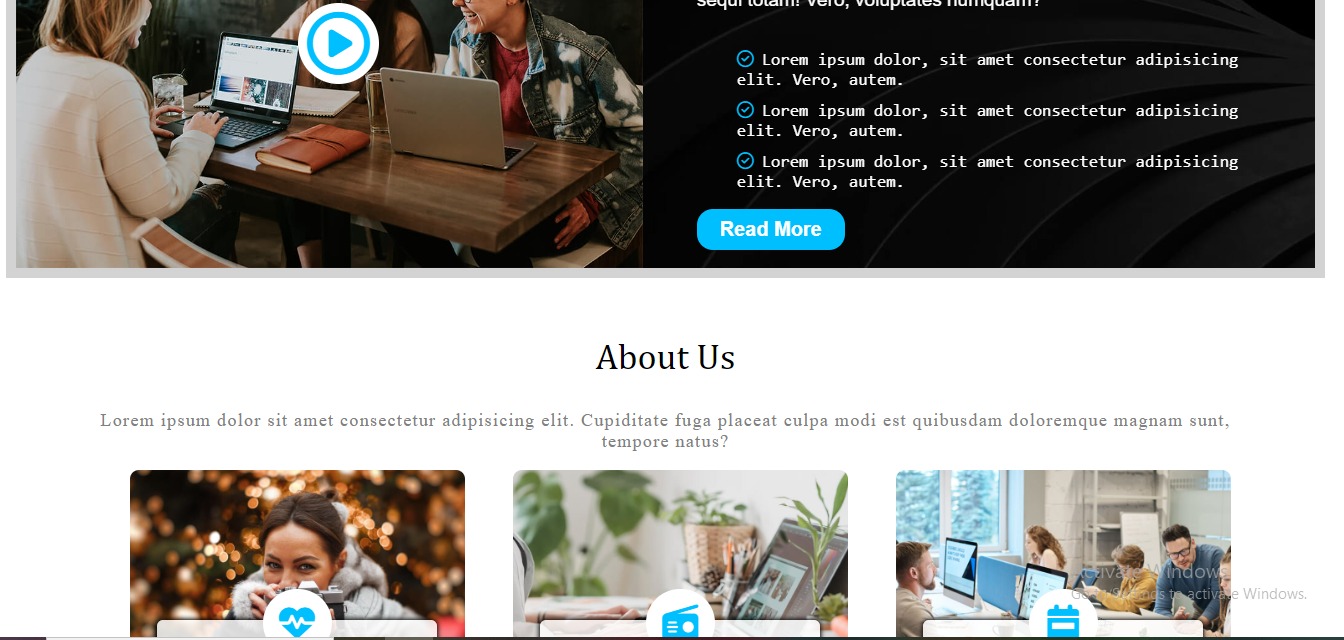 sequi totam! Vero, voluptates numquam?
Lorem ipsum dolor, sit amet consectetur adipisicing
elit. Vero, autem.
Lorem ipsum dolor, sit amet consectetur adipisicing
elit. Vero, autem.
Lorem ipsum dolor, sit amet consectetur adipisicing
elit. Vero, autem.
Read More
About Us
Lorem ipsum dolor sit amet consectetur adipisicing elit. Cupiditate fuga placeat culpa modi est quibusdam doloremque magnam sunt,
tempore natus?
Activate Windows
Go to Settings to activate Windows.